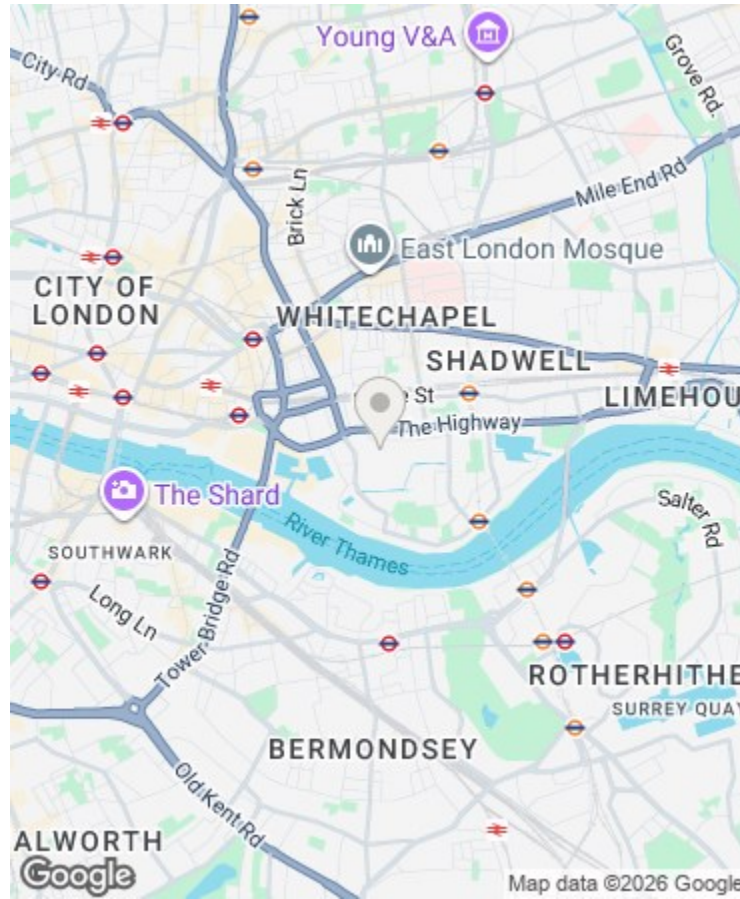 Young V&A
City Rd
Grove Rd.
Brick Ln
Mile End Rd
East London Mosque
CITY OF
LONDON
WHITECHAPEL
SHADWELL
St
LIMEHOU
The Highway
The Shard
Salter Rd
River Thames
SOUTHWARK
Tower Bridge Rd
Long Ln
ROTHERHITHE
SURREY QUAY
BERMONDSEY
Old Kent Rd
ALWORTH
Google
Map data ©2026 Google